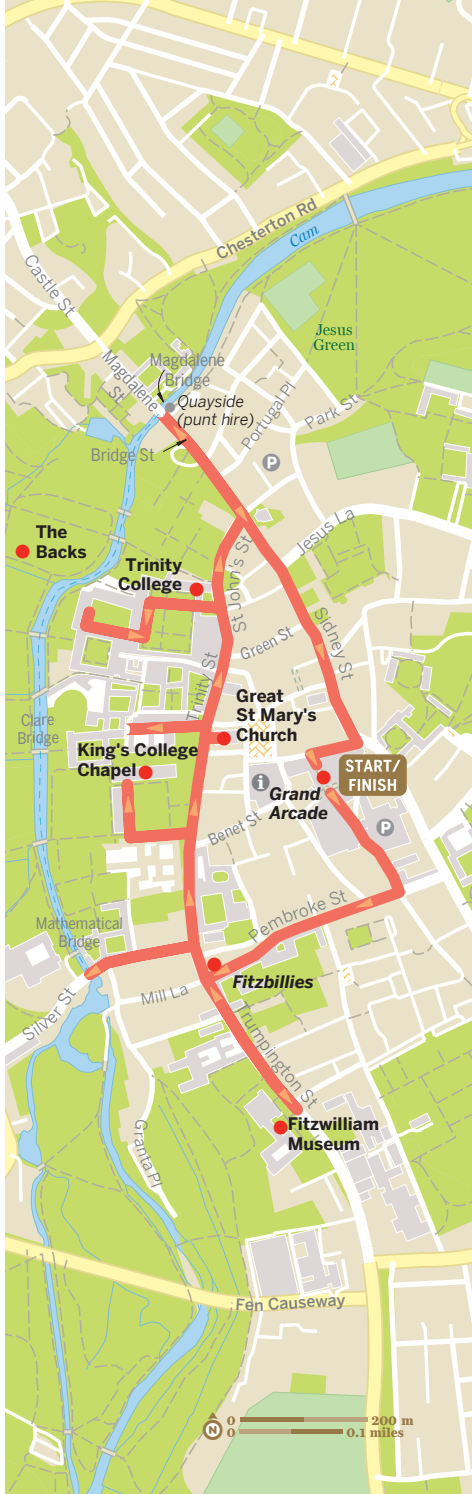 Chesterton Rd
Cam
Castle St
Jesus
Green
Magdalene
Bridge
Magdalene
St
Quayside
(punt hire)
Portugal Pl
Park St
P
Bridge St
Jesus La
The
Backs
Trinity
College
St John's St
Sidney St
Green St
Trinity St
Great
St Mary's
Church
Clare
Bridge
King's College
Chapel
START/
FINISH
i
Grand
Arcade
P
Benet St
Pembroke St
Mathematical
Bridge
Fitzbillies
Mill La
Silver St
Trumpington St
Fitzwilliam
Museum
Granta Pl
Fen Causeway
N
0 200 m
0 0.1 miles